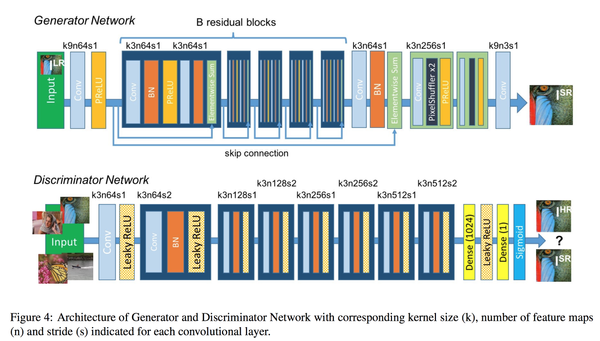 Generator Network
B residual blocks
k9n64s1
k3n64s1 k3n64s1
k3n64s1
k3n256s1
k9n3s1
I LR
Input
Conv
PReLU
Conv
BN
PReLU
Elementwise Sum
Conv
BN
Elementwise Sum
Conv
PixelShuffler x2
PReLU
Conv
I SR
skip connection
Discriminator Network
k3n64s1
k3n64s2
k3n128s1
k3n128s2
k3n256s1
k3n256s2
k3n512s1
k3n512s2
Input
Conv
Leaky ReLU
Conv
BN
Leaky ReLU
Dense (1024)
Leaky ReLU
Dense (1)
Sigmoid
I HR
?
I SR
Figure 4: Architecture of Generator and Discriminator Network with corresponding kernel size (k), number of feature maps
(n) and stride (s) indicated for each convolutional layer.